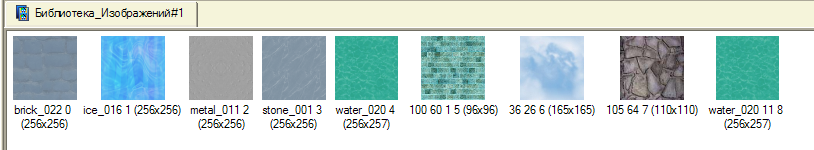 Библиотека_Изображений#1
brick_022 0 (256x256)
ice_016 1 (256x256)
metal_011 2 (256x256)
stone_001 3 (256x256)
water_020 4 (256x257)
100 60 1 5 (96x96)
36 26 6 (165x165)
105 64 7 (110x110)
water_020 11 8 (256x257)